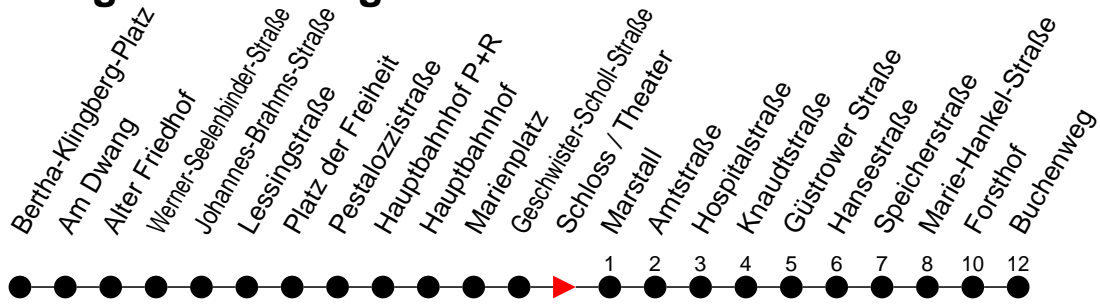 Bertha-Klingberg-Platz
Am Dwang
Alter Friedhof
Werner-Seelenbinder-Straße
Johannes-Brahms-Straße
Lessingstraße
Platz der Freiheit
Pestalozzistraße
Hauptbahnhof P+R
Hauptbahnhof
Marienplatz
Geschwister-Scholl-Straße
Schloss / Theater
Marstall
Amtstraße
Hospitalstraße
Knaudtstraße
Güstrower Straße
Hansestraße
Speicherstraße
Marie-Hankel-Straße
Forsthof
Buchenweg
1 2 3 4 5 6 7 8 10 12